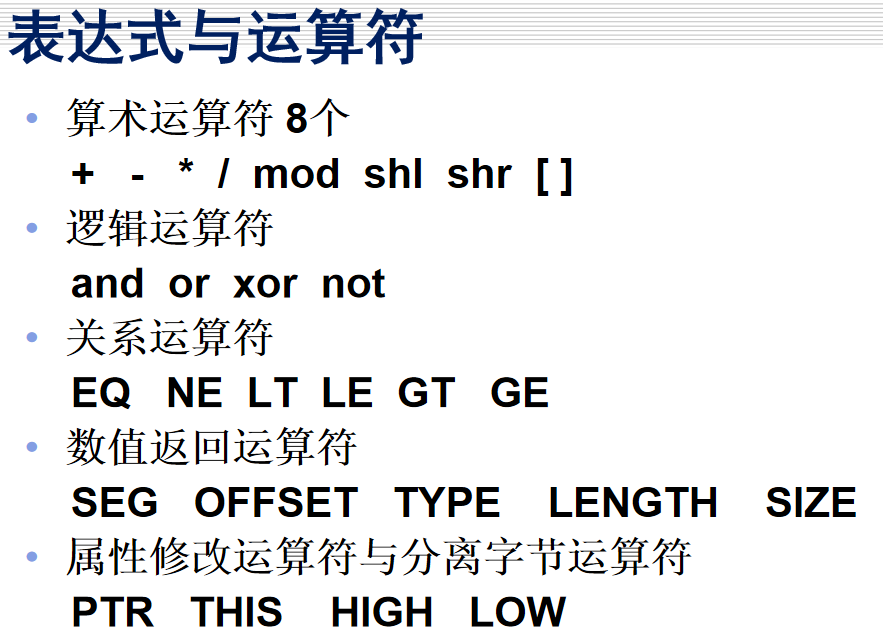 表达式与运算符
• 算术运算符 8个
+ - * / mod shl shr [ ]
• 逻辑运算符
and or xor not
• 关系运算符
EQ NE LT LE GT GE
• 数值返回运算符
SEG OFFSET TYPE LENGTH SIZE
• 属性修改运算符与分离字节运算符
PTR THIS HIGH LOW